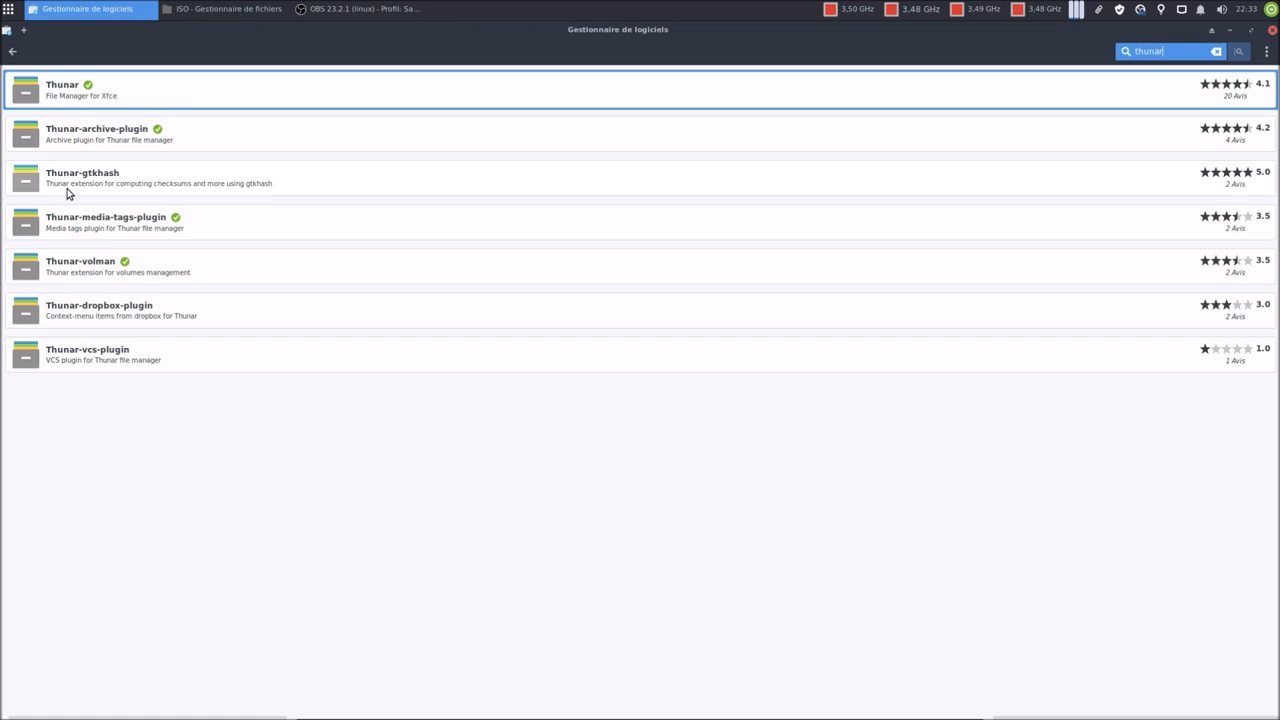 Gestionnaire de logiciels
ISO - Gestionnaire de fichiers
OBS 23.2.1 (linux) - Profil: Sa...
3,50 GHz
3,48 GHz
3,49 GHz
3,48 GHz
22:33
Gestionnaire de logiciels
thunar
Thunar
File Manager for Xfce
4.1
20 Avis
Thunar-archive-plugin
Archive plugin for Thunar file manager
4.2
4 Avis
Thunar-gtkhash
Thunar extension for computing checksums and more using gtkhash
5.0
2 Avis
Thunar-media-tags-plugin
Media tags plugin for Thunar file manager
3.5
2 Avis
Thunar-volman
Thunar extension for volumes management
3.5
2 Avis
Thunar-dropbox-plugin
Context-menu items from dropbox for Thunar
3.0
2 Avis
Thunar-vcs-plugin
VCS plugin for Thunar file manager
1.0
1 Avis